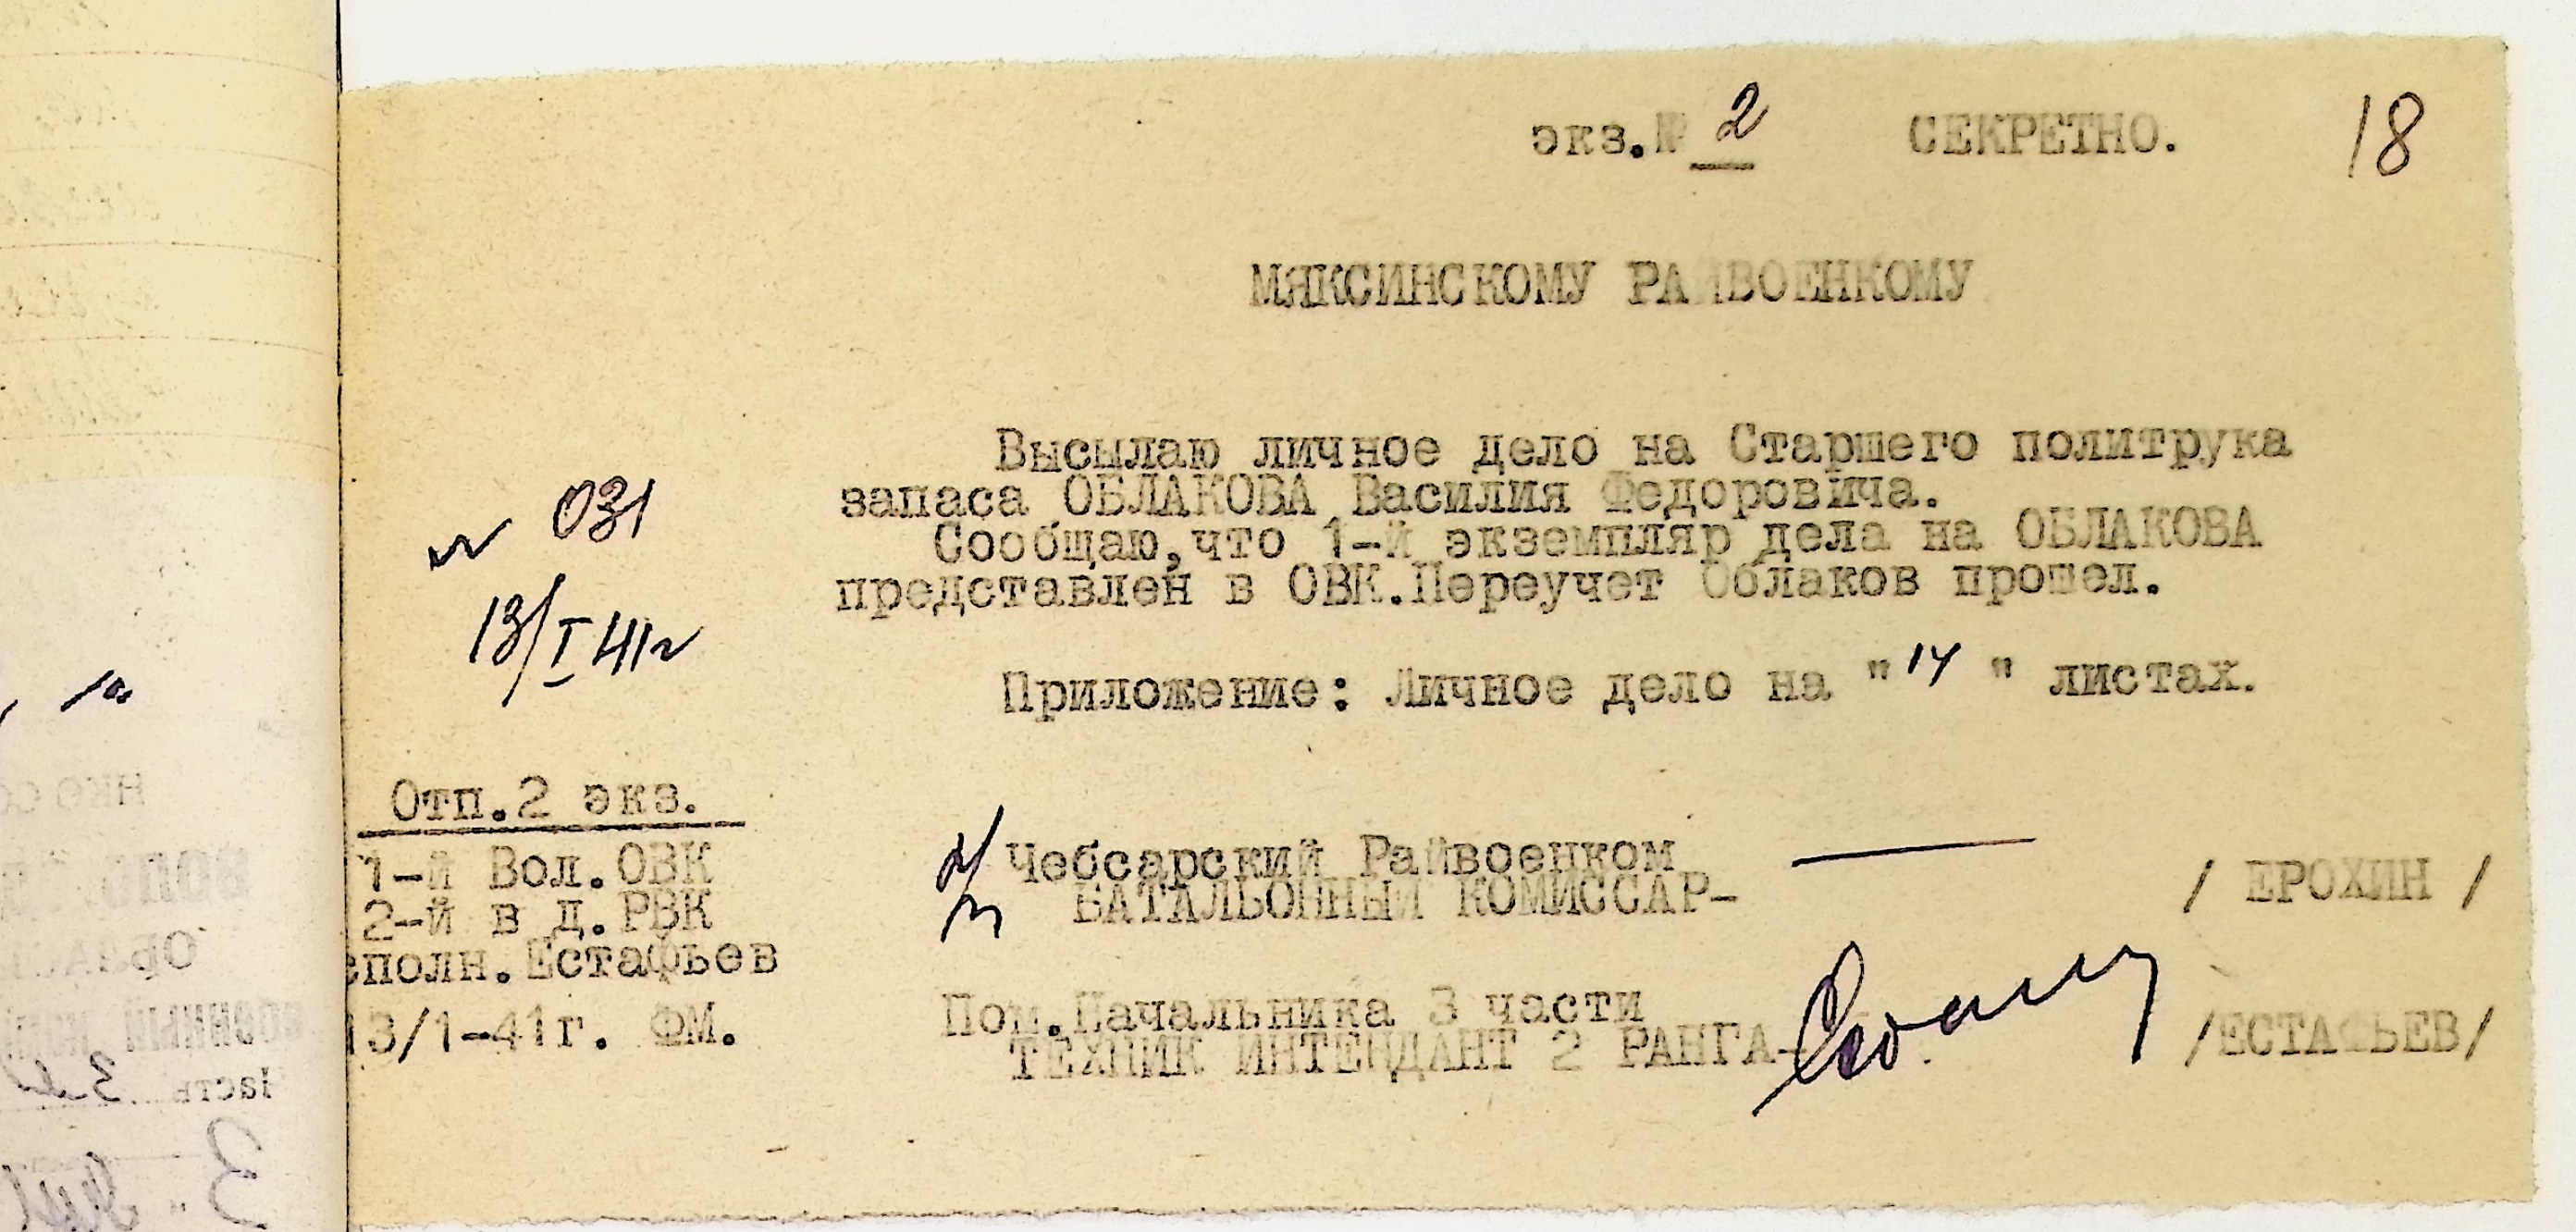 экз.№ 2 СЕКРЕТНО. 18
МЯКСИНСКОМУ РАЙВОЕНКОМУ
Высылаю личное дело на Старшего политрука
запаса ОБЛАКОВА Василия Федоровича.
Сообщаю,что 1-й экземпляр дела на ОБЛАКОВА
представлен в ОВК.Переучет Облаков прошел.
Приложение: Личное дело на "14" листах.
№ 031
13/I 41г
Отп.2 экз.
1-й Вол.ОВК
2-й в д.РВК
сполн.Естафьев
13/1-41г. ФМ.
п/п Чебсарский Райвоенком
БАТАЛЬОННЫЙ КОМИССАР- / ЕРОХИН /
Пом.Начальника 3 части
ТЕХНИК ИНТЕНДАНТ 2 РАНГА- /ЕСТАФЬЕВ/